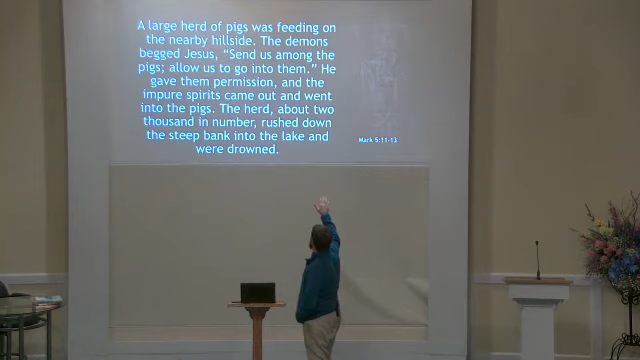 A large herd of pigs was feeding on
the nearby hillside. The demons
begged Jesus, “Send us among the
pigs; allow us to go into them.” He
gave them permission, and the
impure spirits came out and went
into the pigs. The herd, about two
thousand in number, rushed down
the steep bank into the lake and
were drowned.
Mark 5:11-13